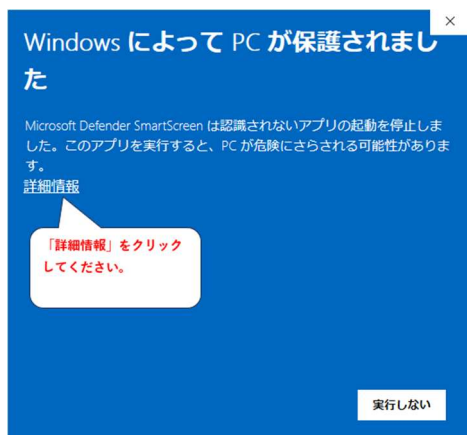 Windows によって PC が保護されまし
た
Microsoft Defender SmartScreen は認識されないアプリの起動を停止しま
した。このアプリを実行すると、PC が危険にさらされる可能性がありま
す。
詳細情報
「詳細情報」をクリック
してください。
実行しない